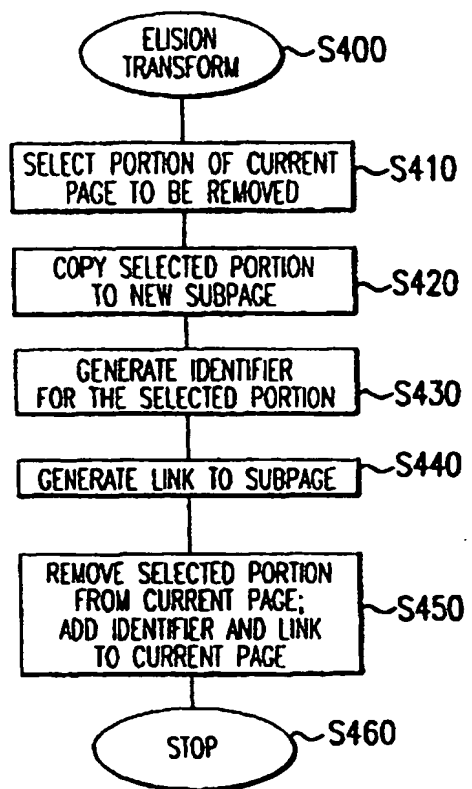 ELISION
TRANSFORM
S400
SELECT PORTION OF CURRENT
PAGE TO BE REMOVED
S410
COPY SELECTED PORTION
TO NEW SUBPAGE
S420
GENERATE IDENTIFIER
FOR THE SELECTED PORTION
S430
GENERATE LINK TO SUBPAGE
S440
REMOVE SELECTED PORTION
FROM CURRENT PAGE;
ADD IDENTIFIER AND LINK
TO CURRENT PAGE
S450
STOP
S460